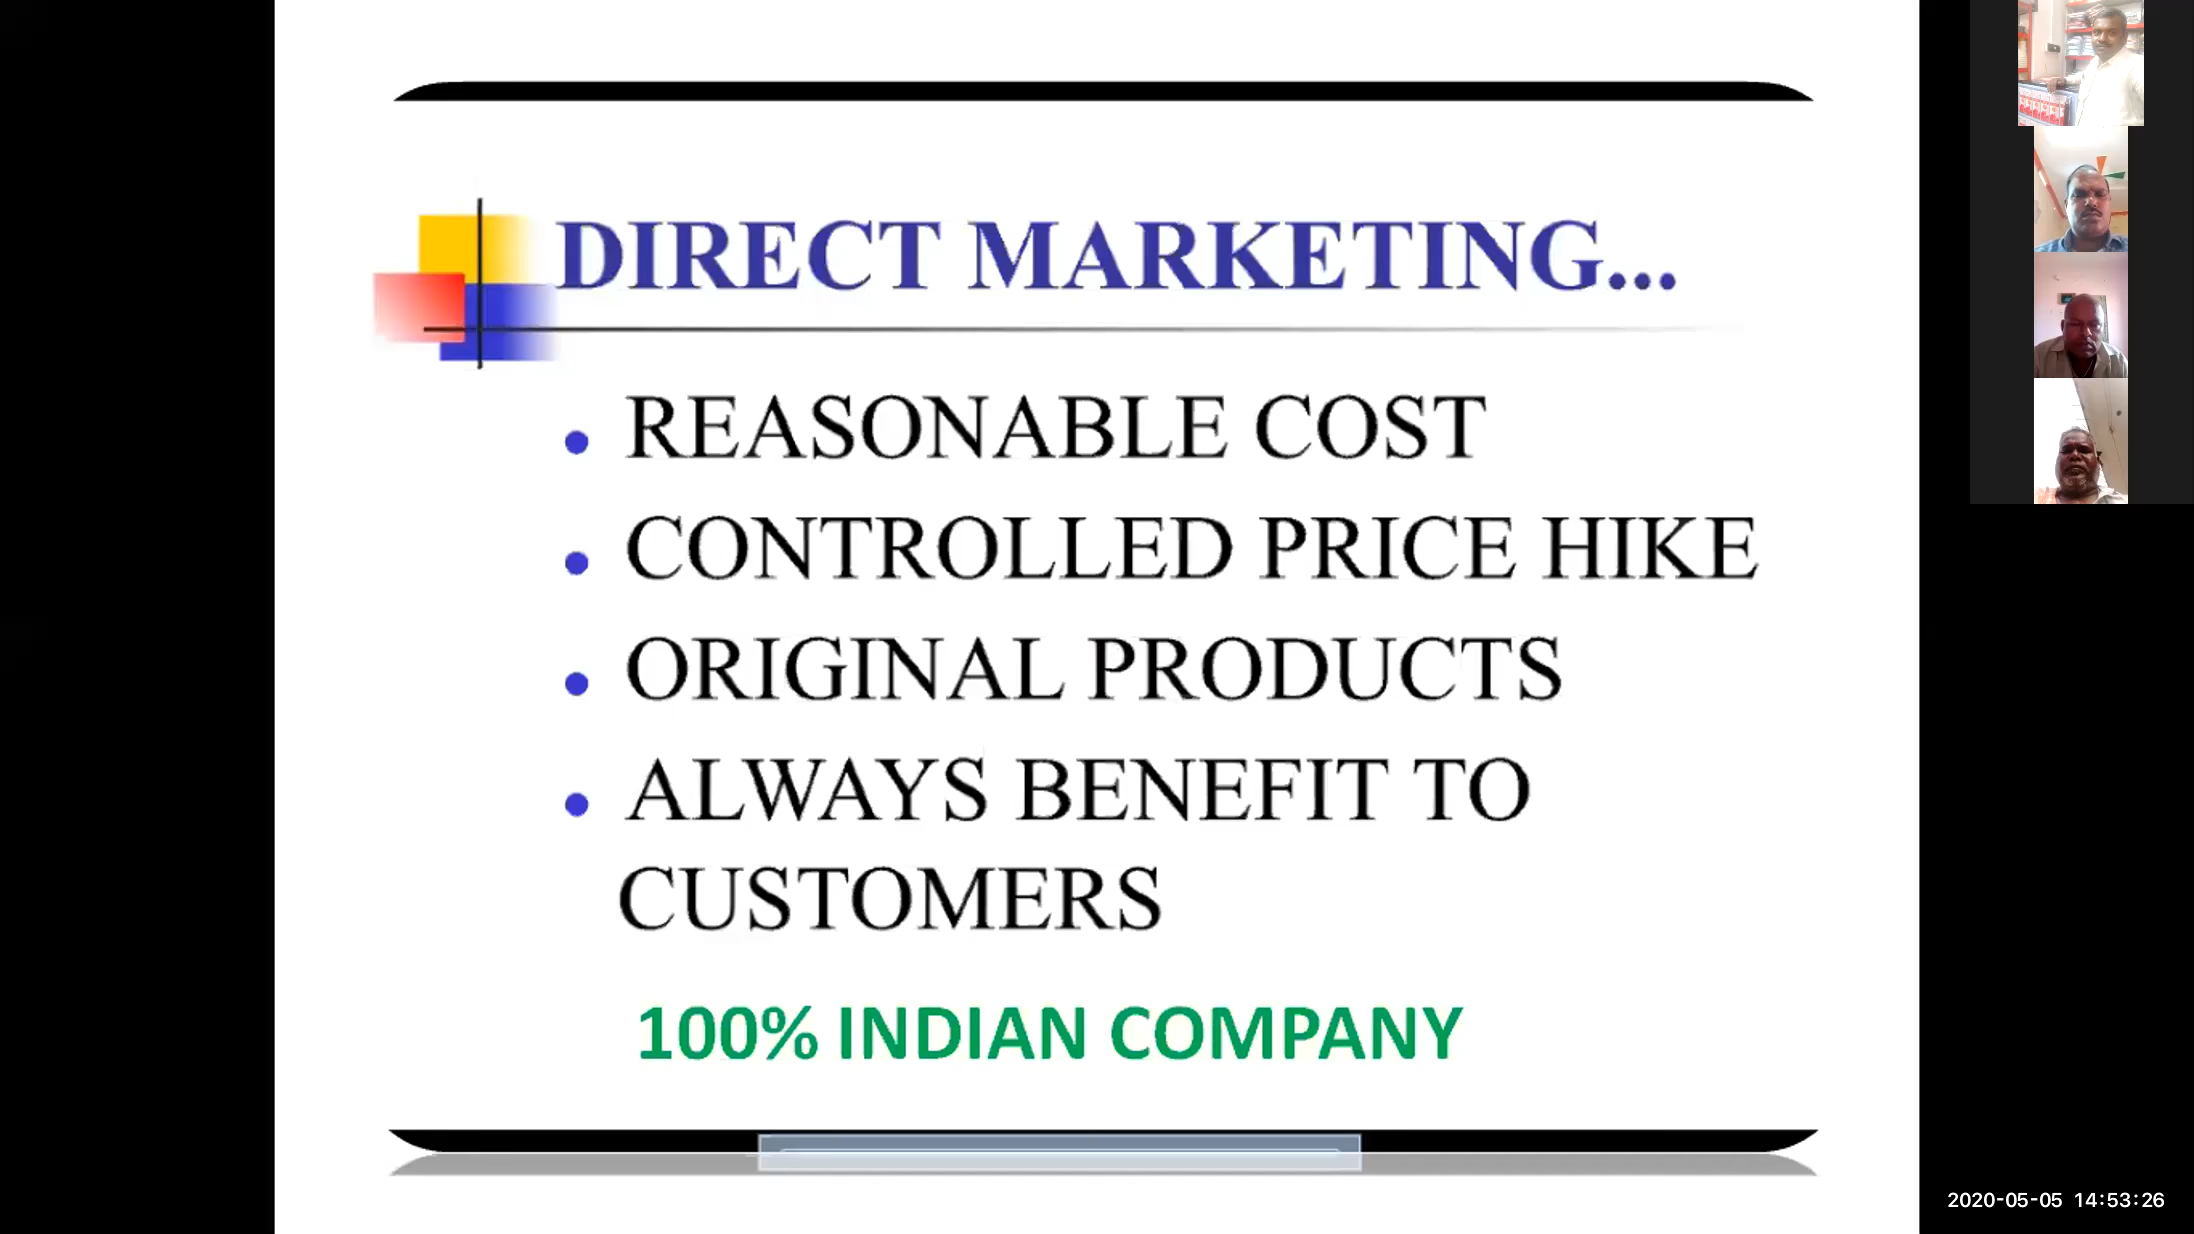 DIRECT MARKETING...
REASONABLE COST
CONTROLLED PRICE HIKE
ORIGINAL PRODUCTS
ALWAYS BENEFIT TO
CUSTOMERS
100% INDIAN COMPANY
2020-05-05 14:53:26